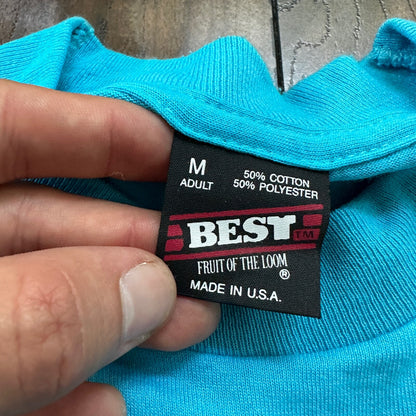 M
ADULT
50% COTTON
50% POLYESTER
BEST TM
FRUIT OF THE LOOM ®
MADE IN U.S.A.